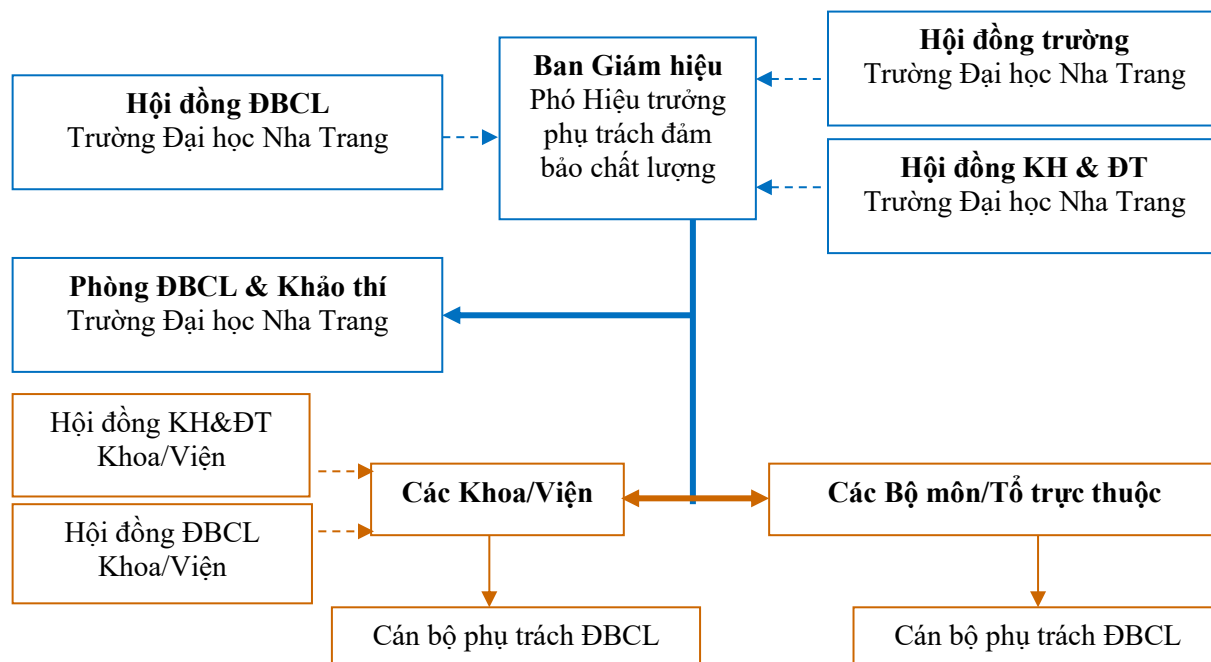 Hội đồng trường
Trường Đại học Nha Trang
Ban Giám hiệu
Phó Hiệu trưởng
phụ trách đảm
bảo chất lượng
Hội đồng ĐBCL
Trường Đại học Nha Trang
Hội đồng KH & ĐT
Trường Đại học Nha Trang
Phòng ĐBCL & Khảo thí
Trường Đại học Nha Trang
Hội đồng KH&ĐT
Khoa/Viện
Các Khoa/Viện
Các Bộ môn/Tổ trực thuộc
Hội đồng ĐBCL
Khoa/Viện
Cán bộ phụ trách ĐBCL
Cán bộ phụ trách ĐBCL